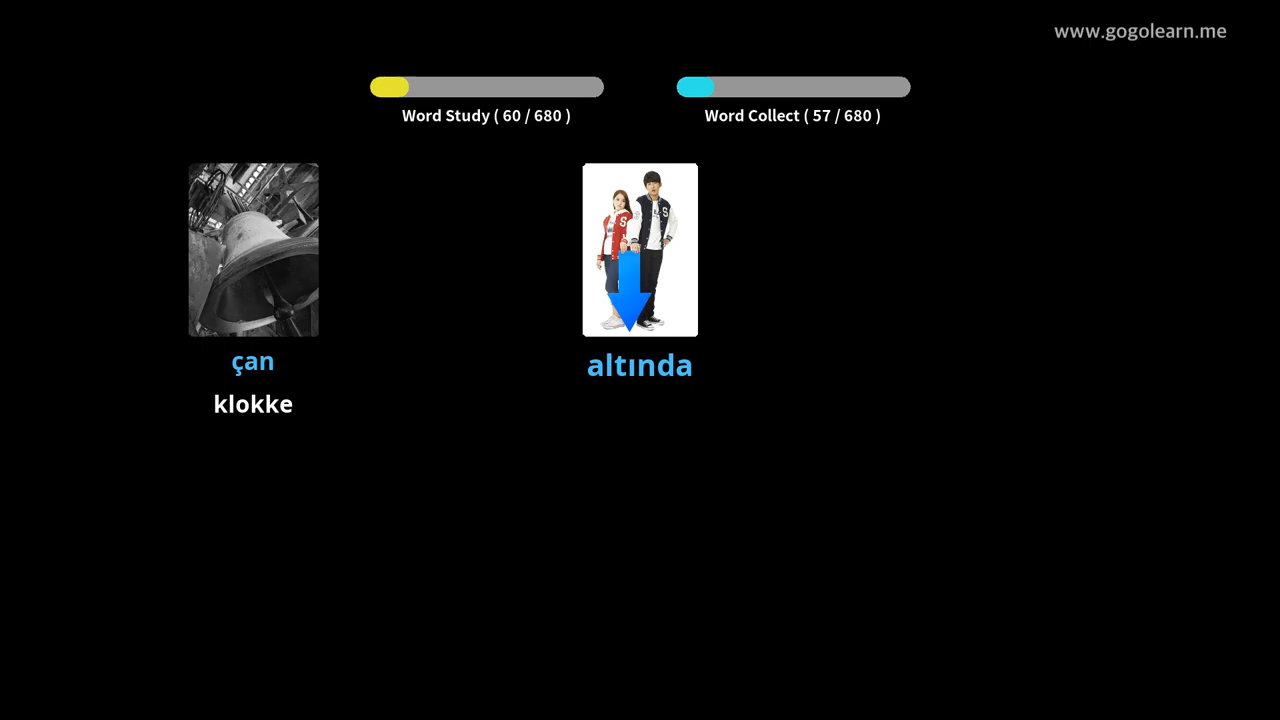 www.gogolearn.me
Word Study ( 60 / 680 )
Word Collect ( 57 / 680 )
S
S
çan
altında
klokke